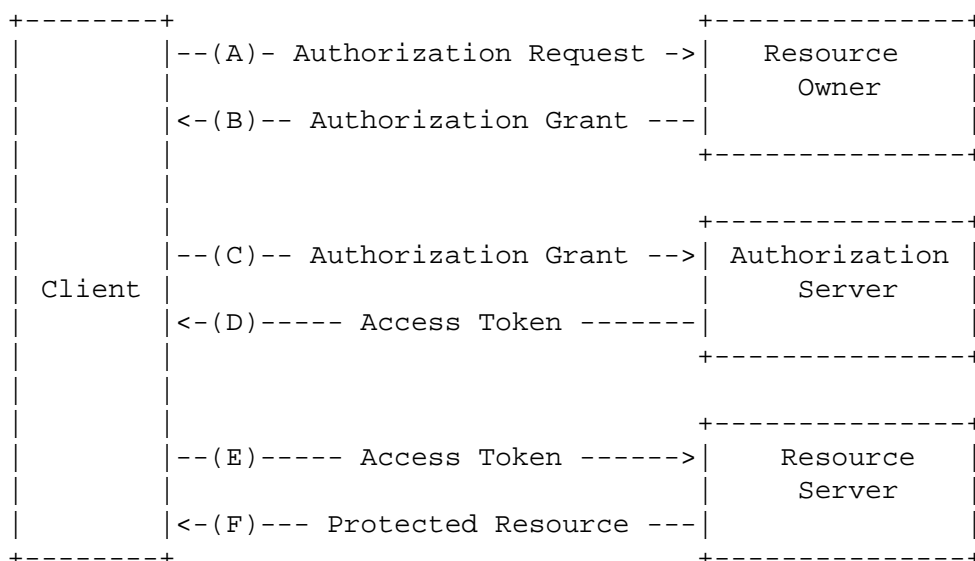 +--------+                               +---------------+
|        |--(A)- Authorization Request ->|   Resource    |
|        |                               |     Owner     |
|        |<-(B)-- Authorization Grant ---|               |
|        |                               +---------------+
|        |
|        |                               +---------------+
|        |--(C)-- Authorization Grant -->| Authorization |
| Client |                               |     Server    |
|        |<-(D)----- Access Token -------|               |
|        |                               +---------------+
|        |
|        |                               +---------------+
|        |--(E)----- Access Token ------>|    Resource   |
|        |                               |     Server    |
|        |<-(F)--- Protected Resource ---|               |
+--------+                               +---------------+